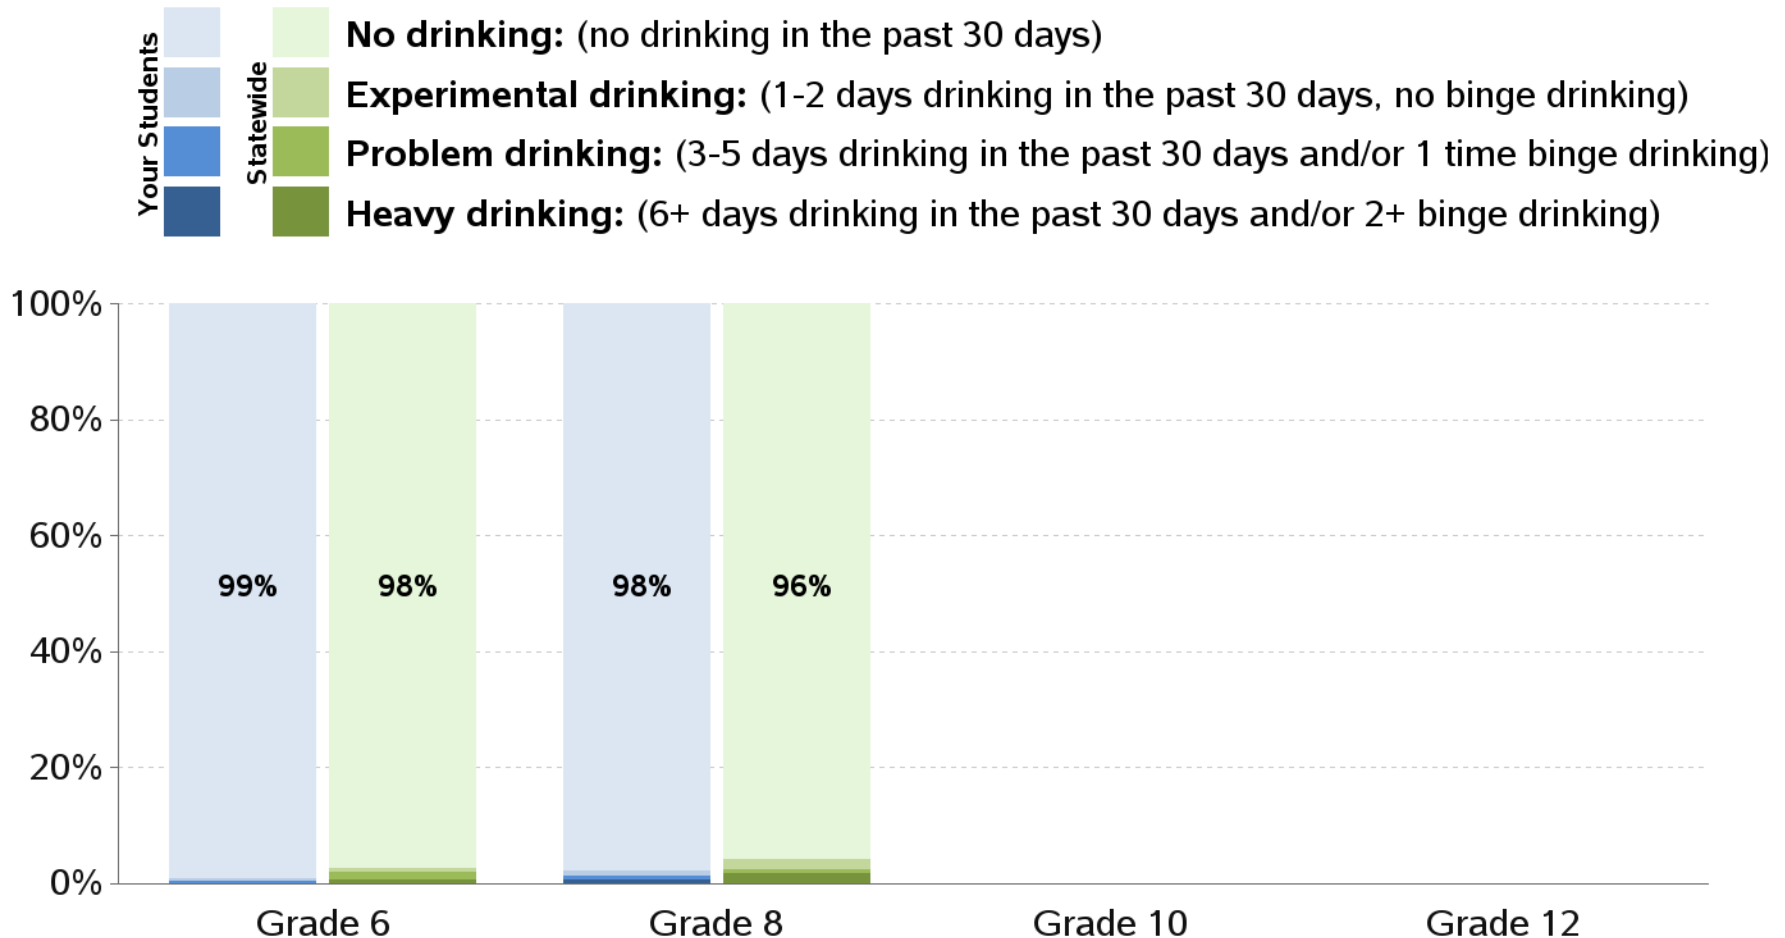 Your Students
Statewide
No drinking: (no drinking in the past 30 days)
Experimental drinking: (1-2 days drinking in the past 30 days, no binge drinking)
Problem drinking: (3-5 days drinking in the past 30 days and/or 1 time binge drinking)
Heavy drinking: (6+ days drinking in the past 30 days and/or 2+ binge drinking)
100%
80%
60%
99% 98% 98% 96%
40%
20%
0%
Grade 6 Grade 8 Grade 10 Grade 12